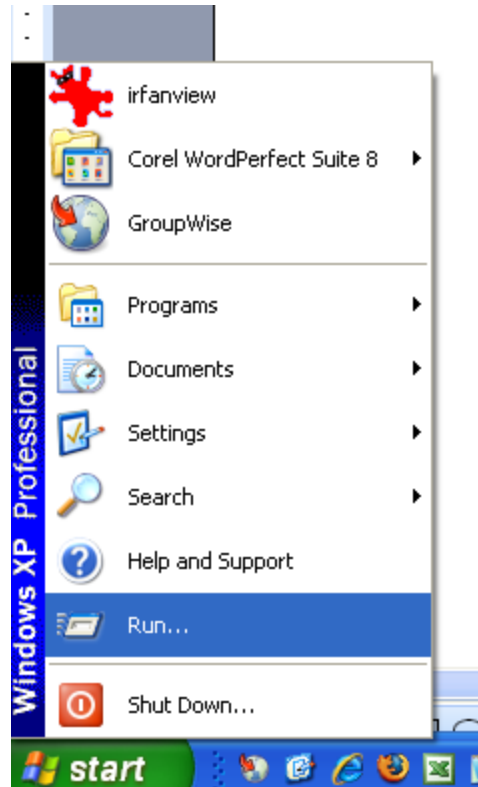 irfanview
Corel WordPerfect Suite 8
GroupWise
Programs
Documents
Settings
Search
Help and Support
Run...
Shut Down...
Windows XP Professional
start